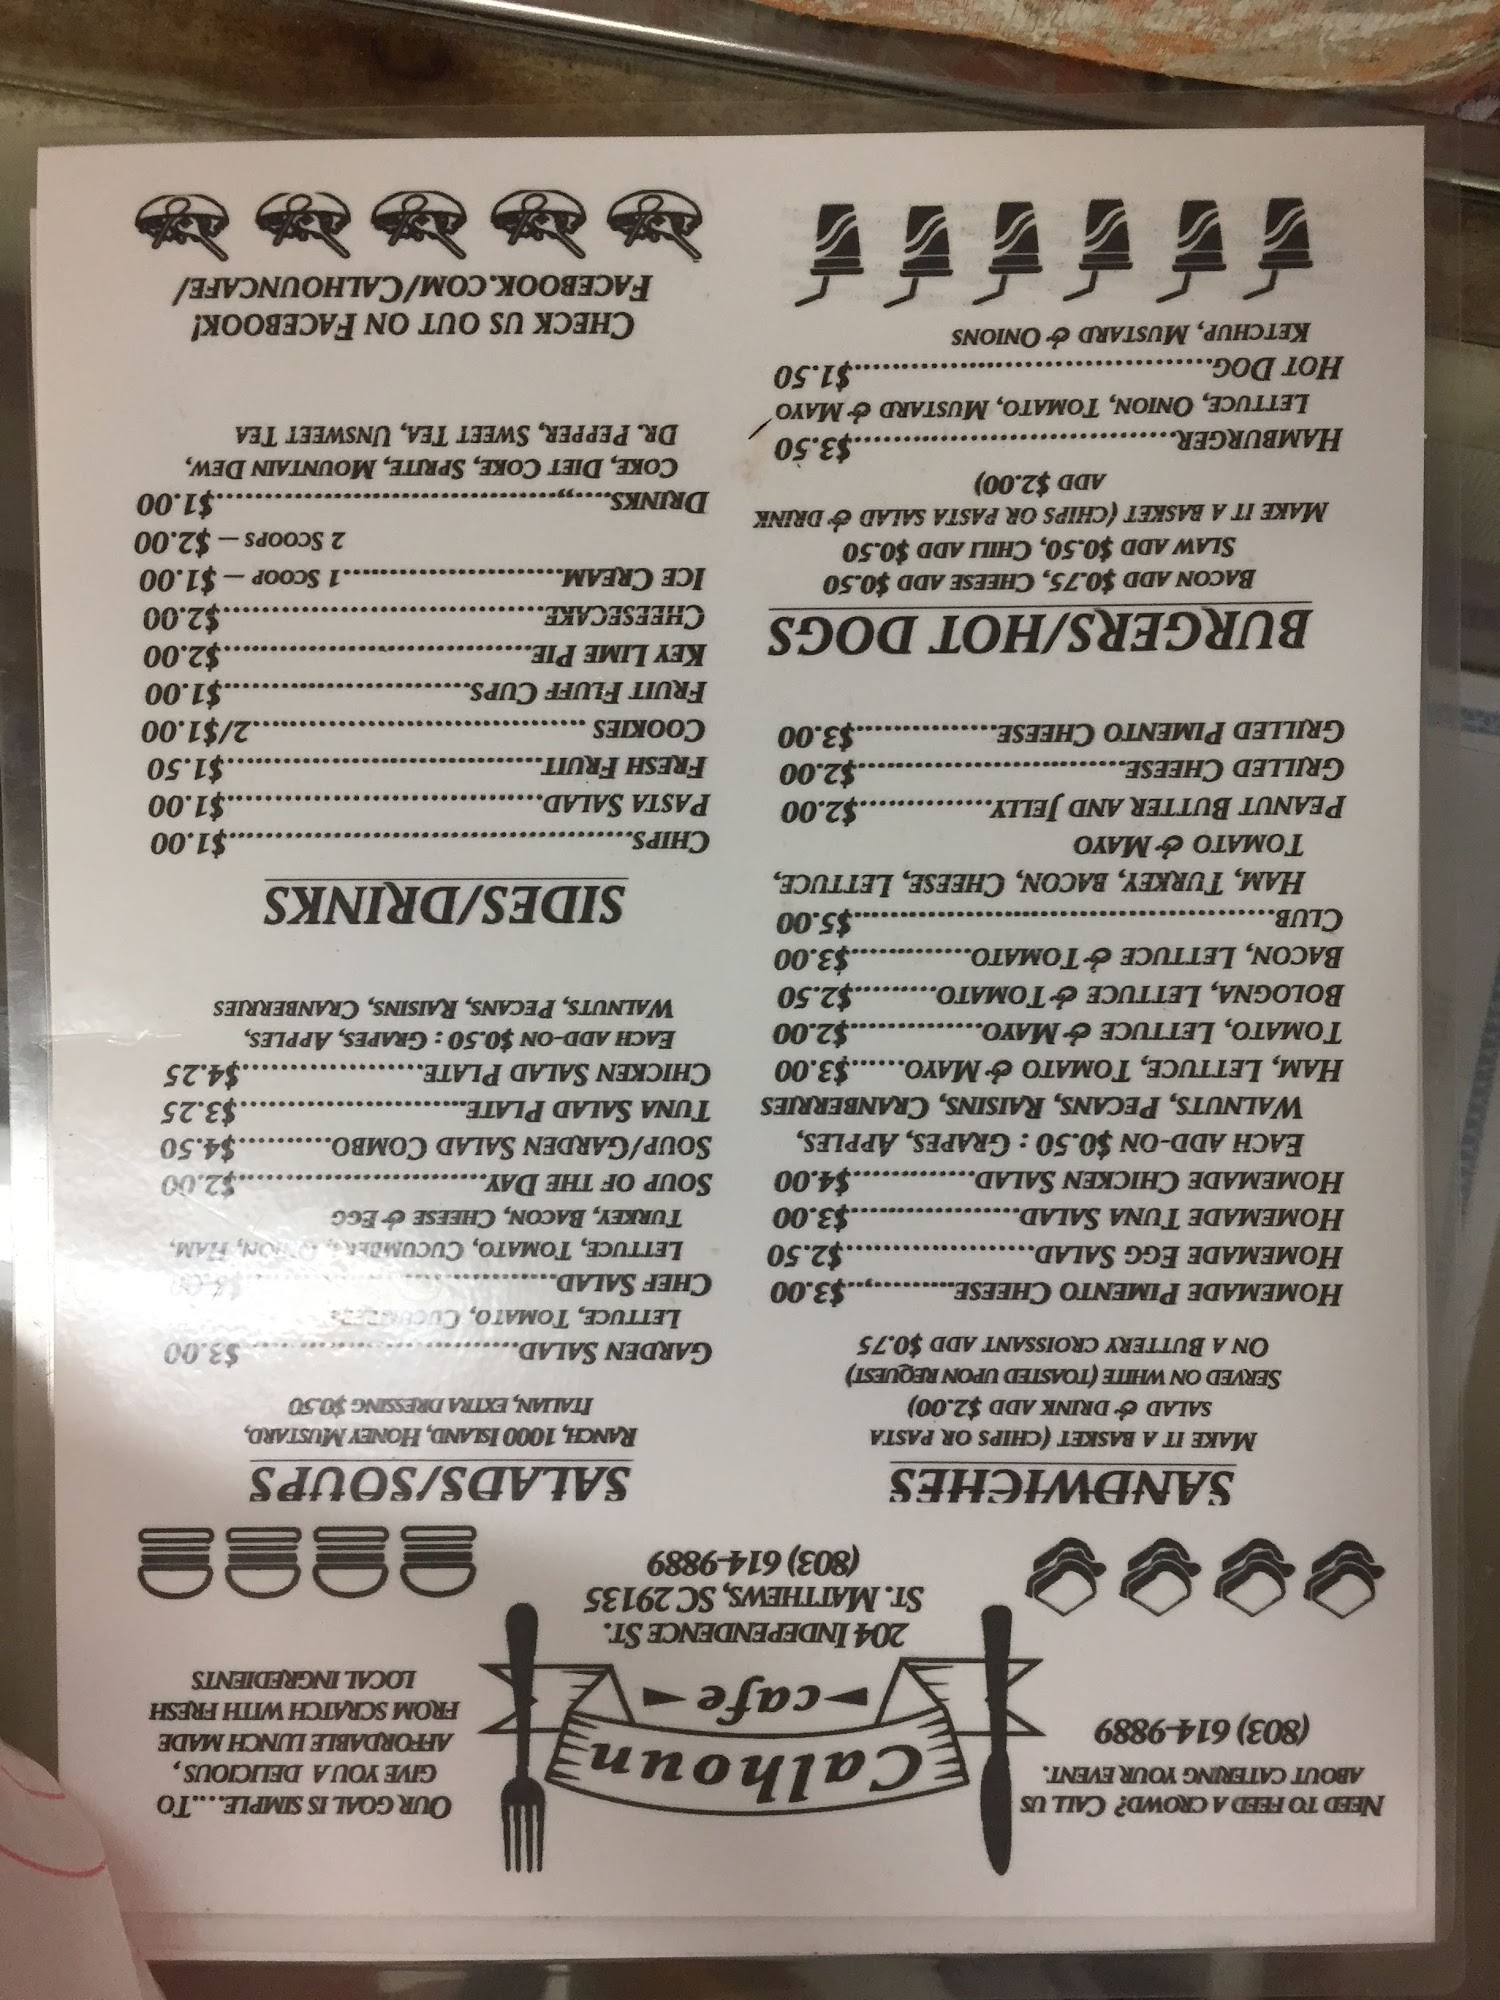 Need to feed a crowd? Call us
about catering your event.
(803) 614-9889
Calhoun
cafe
204 Independence St.
St. Matthews, SC 29135
(803) 614-9889
Our goal is simple....To
give you a delicious,
affordable lunch made
from scratch with fresh
local ingredients
SANDWICHES
Make it a basket (chips or pasta
salad & drink add $2.00)
Served on white (toasted upon request)
On a Buttery croissant add $0.75
Homemade Pimento Cheese..............$3.00
Homemade Egg Salad.........................$2.50
Homemade Tuna Salad......................$3.00
Homemade Chicken Salad................$4.00
Each add-on $0.50 : Grapes, Apples,
Walnuts, Pecans, Raisins, Cranberries
Ham, Lettuce, Tomato & Mayo.......$3.00
Tomato, Lettuce & Mayo.................$2.00
Bologna, Lettuce & Tomato...........$2.50
Bacon, Lettuce & Tomato................$3.00
Club......................................................$5.00
Ham, Turkey, bacon, Cheese, Lettuce,
Tomato & Mayo
Peanut Butter and Jelly..................$2.00
Grilled Cheese...................................$2.00
Grilled Pimento Cheese...................$3.00
BURGERS/HOT DOGS
Bacon add $0.75, Cheese add $0.50
Slaw add $0.50, Chili add $0.50
Make it a basket (chips or pasta salad & drink
add $2.00)
Hamburger..........................................$3.50
Lettuce, Onion, Tomato, Mustard & Mayo
Hot Dog..............................................$1.50
Ketchup, Mustard & Onions
SALADS/SOUPS
Ranch, 1000 Island, Honey Mustard,
Italian, extra dressing $0.50
Garden Salad....................................$3.00
Lettuce, Tomato, Cucumber
Chef Salad........................................
Lettuce, Tomato, Cucumber, Onion, Ham,
Turkey, Bacon, Cheese & Egg
Soup of the Day................................$2.00
Soup/Garden Salad Combo............$4.50
Tuna Salad Plate.............................$3.25
Chicken Salad Plate.......................$4.25
Each add-on $0.50 : Grapes, Apples,
Walnuts, Pecans, Raisins, Cranberries
SIDES/DRINKS
Chips....................................................$1.00
Pasta Salad........................................$1.00
Fresh Fruit........................................$1.50
Cookies ...........................................2/$1.00
Fruit Fluff Cups...............................$1.00
Key Lime Pie.......................................$2.00
Cheesecake.........................................$2.00
Ice Cream............................1 Scoop – $1.00
2 Scoops – $2.00
Drinks.....,,..........................................$1.00
Coke, Diet Coke, Sprite, Mountain Dew,
Dr. Pepper, Sweet Tea, Unsweet Tea
Check us out on Facebook!
Facebook.com/Calhouncafe/